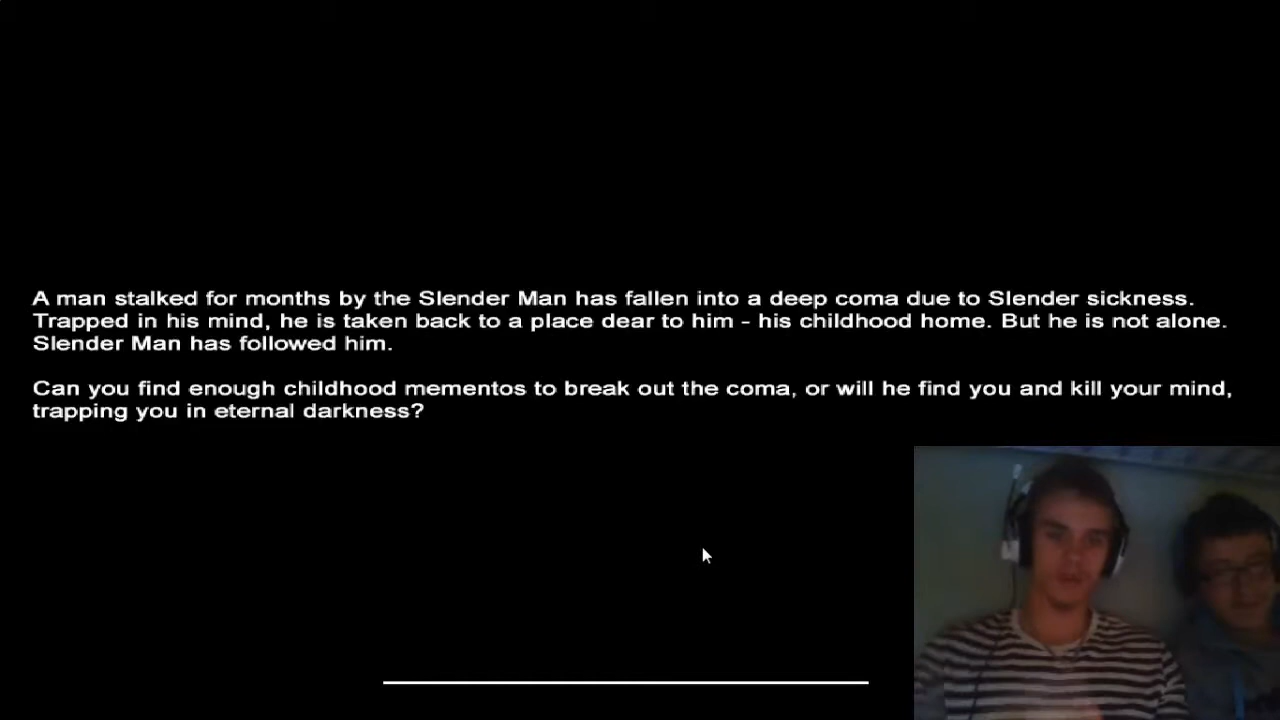 A man stalked for months by the Slender Man has fallen into a deep coma due to Slender sickness.
Trapped in his mind, he is taken back to a place dear to him - his childhood home. But he is not alone.
Slender Man has followed him.
Can you find enough childhood mementos to break out the coma, or will he find you and kill your mind,
trapping you in eternal darkness?